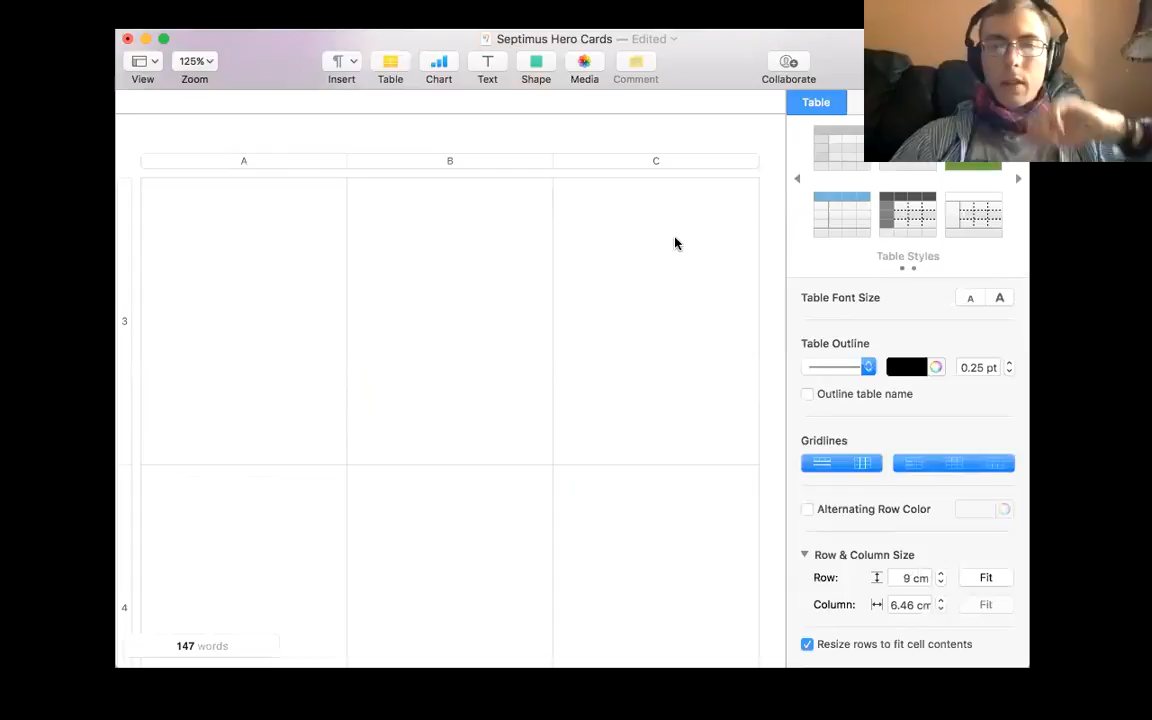 Septimus Hero Cards — Edited
125%
View
Zoom
Insert
Table
Chart
Text
Shape
Media
Comment
Collaborate
Table
A
B
C
3
4
147 words
Table Styles
Table Font Size
A
A
Table Outline
0.25 pt
Outline table name
Gridlines
Alternating Row Color
Row & Column Size
Row:
9 cm
Fit
Column:
6.46 cm
Fit
Resize rows to fit cell contents